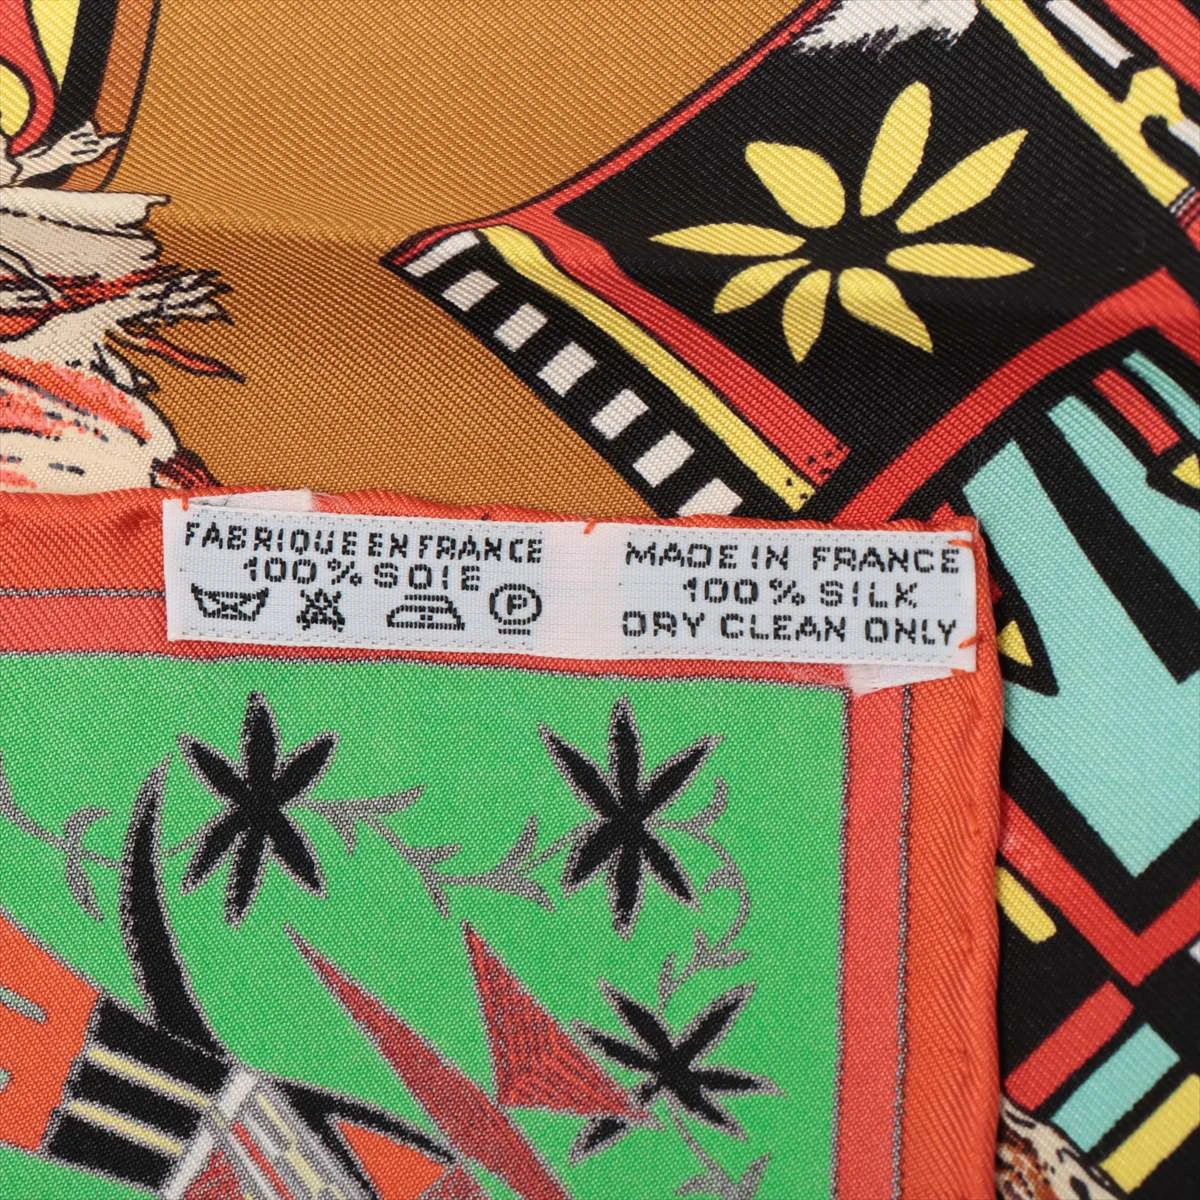 FABRIQUE EN FRANCE
100% SOIE
P
MADE IN FRANCE
100% SILK
DRY CLEAN ONLY